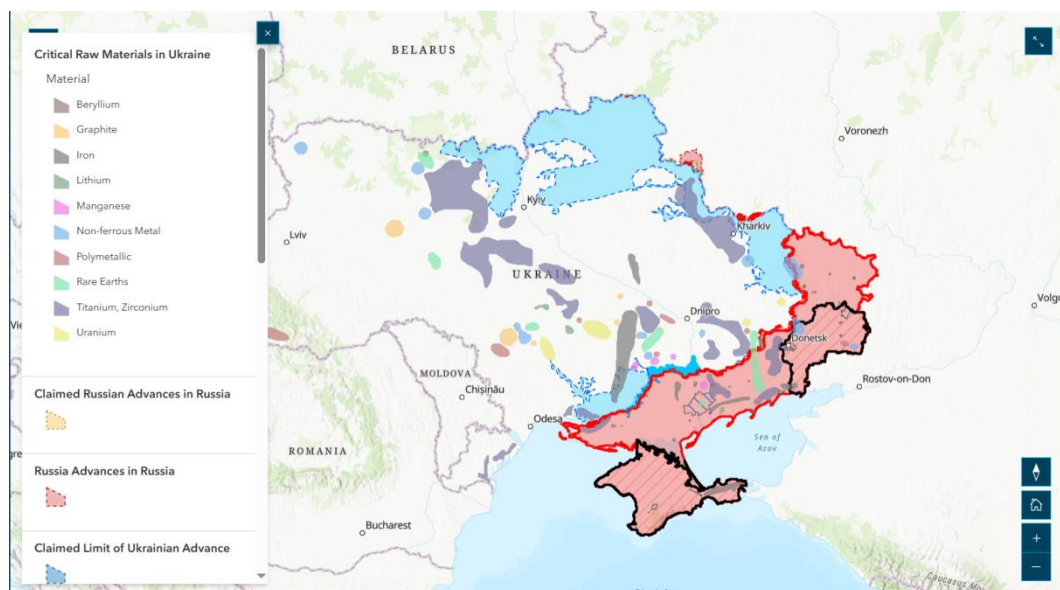 Critical Raw Materials in Ukraine
Material
Beryllium
Graphite
Iron
Lithium
Manganese
Non-ferrous Metal
Polymetallic
Rare Earths
Titanium, Zirconium
Uranium
Claimed Russian Advances in Russia
Russia Advances in Russia
Claimed Limit of Ukrainian Advance
BELARUS
Voronezh
Kyiv
Kharkiv
Lviv
UKRAINE
Dnipro
Donetsk
Rostov-on-Don
MOLDOVA
Chișinău
Odesa
Sea of
Azov
ROMANIA
Bucharest